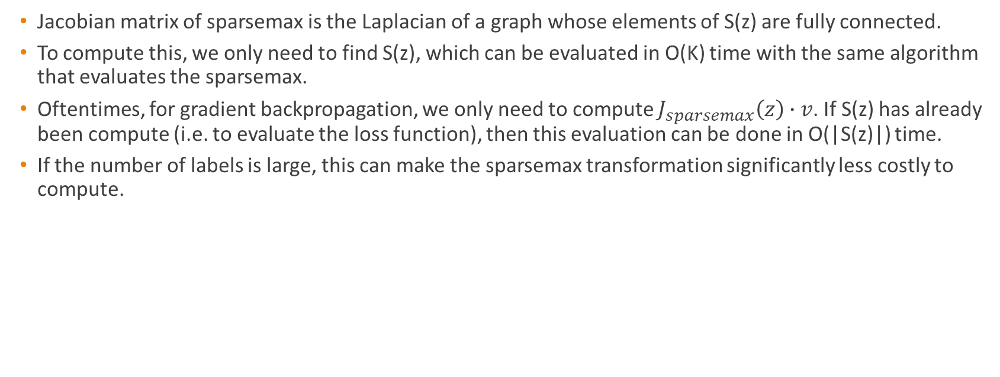 • Jacobian matrix of sparsemax is the Laplacian of a graph whose elements of S(z) are fully connected.
• To compute this, we only need to find S(z), which can be evaluated in O(K) time with the same algorithm
that evaluates the sparsemax.
• Oftentimes, for gradient backpropagation, we only need to compute J_{sparsemax}(z) · v. If S(z) has already
been compute (i.e. to evaluate the loss function), then this evaluation can be done in O(|S(z)|) time.
• If the number of labels is large, this can make the sparsemax transformation significantly less costly to
compute.